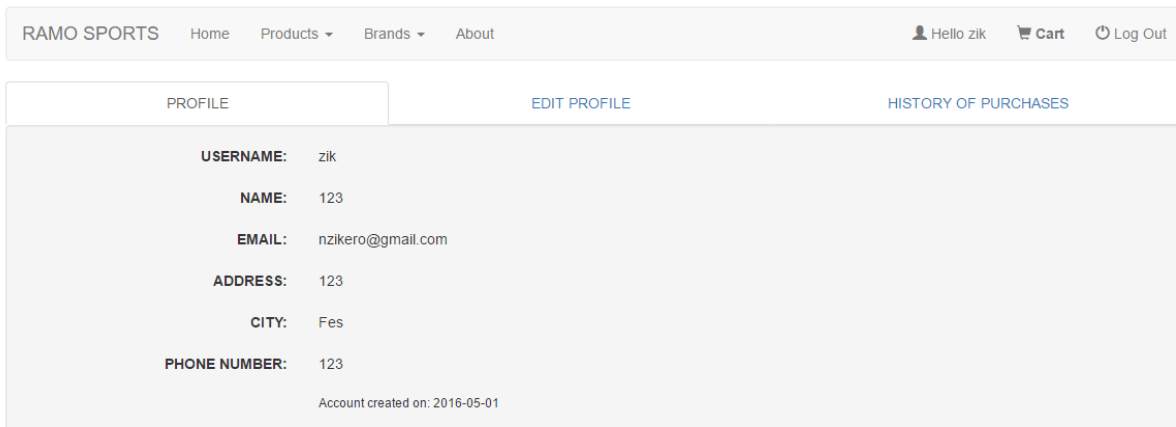 RAMO SPORTS Home Products Brands About Hello zik Cart Log Out
PROFILE EDIT PROFILE HISTORY OF PURCHASES
USERNAME: zik
NAME: 123
EMAIL: nzikero@gmail.com
ADDRESS: 123
CITY: Fes
PHONE NUMBER: 123
Account created on: 2016-05-01